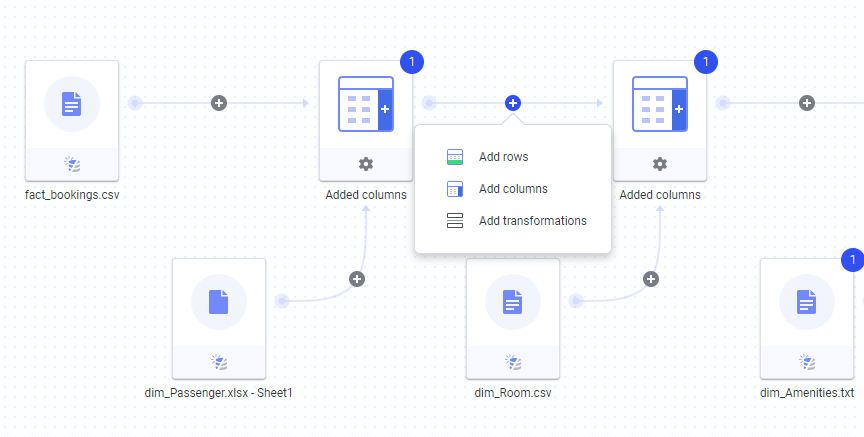 1
1
fact_bookings.csv
Added columns
Add rows
Add columns
Add transformations
Added columns
1
dim_Passenger.xlsx - Sheet1
dim_Room.csv
dim_Amenities.txt